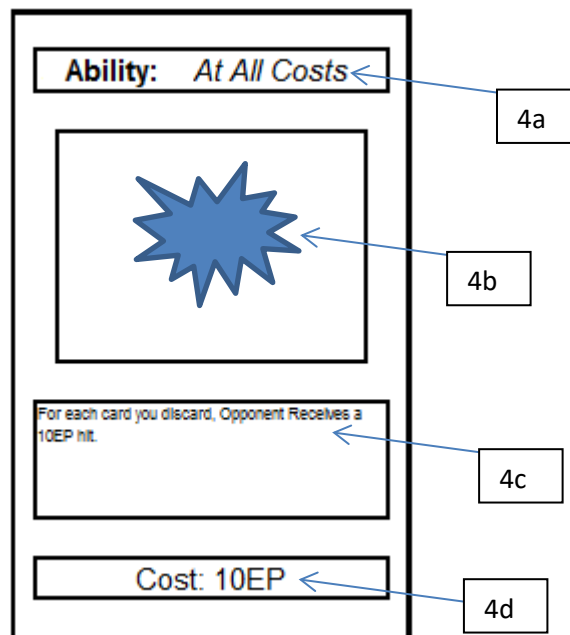 Ability: At All Costs
4a
4b
For each card you discard, Opponent Receives a
10EP hit.
4c
Cost: 10EP
4d